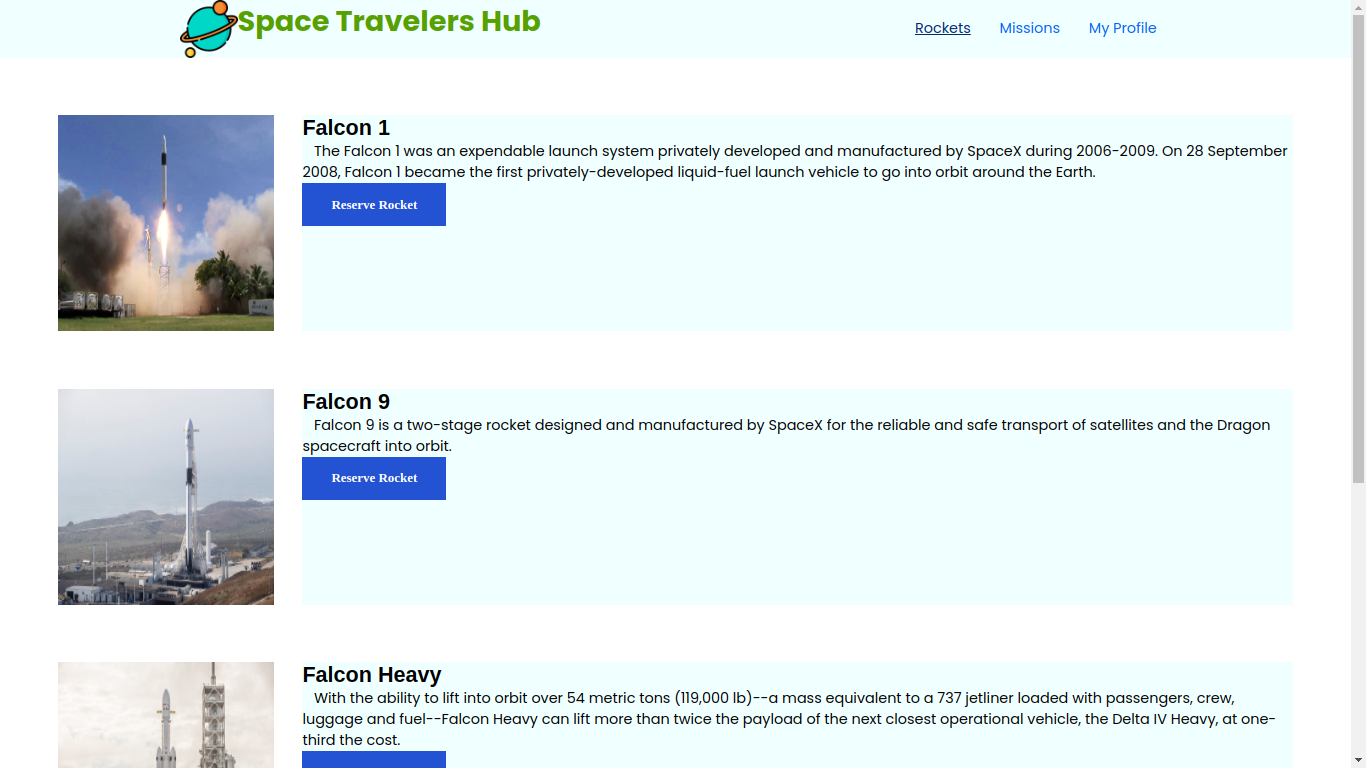 Space Travelers Hub
Rockets Missions My Profile
Falcon 1
The Falcon 1 was an expendable launch system privately developed and manufactured by SpaceX during 2006-2009. On 28 September
2008, Falcon 1 became the first privately-developed liquid-fuel launch vehicle to go into orbit around the Earth.
Reserve Rocket
Falcon 9
Falcon 9 is a two-stage rocket designed and manufactured by SpaceX for the reliable and safe transport of satellites and the Dragon
spacecraft into orbit.
Reserve Rocket
Falcon Heavy
With the ability to lift into orbit over 54 metric tons (119,000 lb)--a mass equivalent to a 737 jetliner loaded with passengers, crew,
luggage and fuel--Falcon Heavy can lift more than twice the payload of the next closest operational vehicle, the Delta IV Heavy, at one-
third the cost.